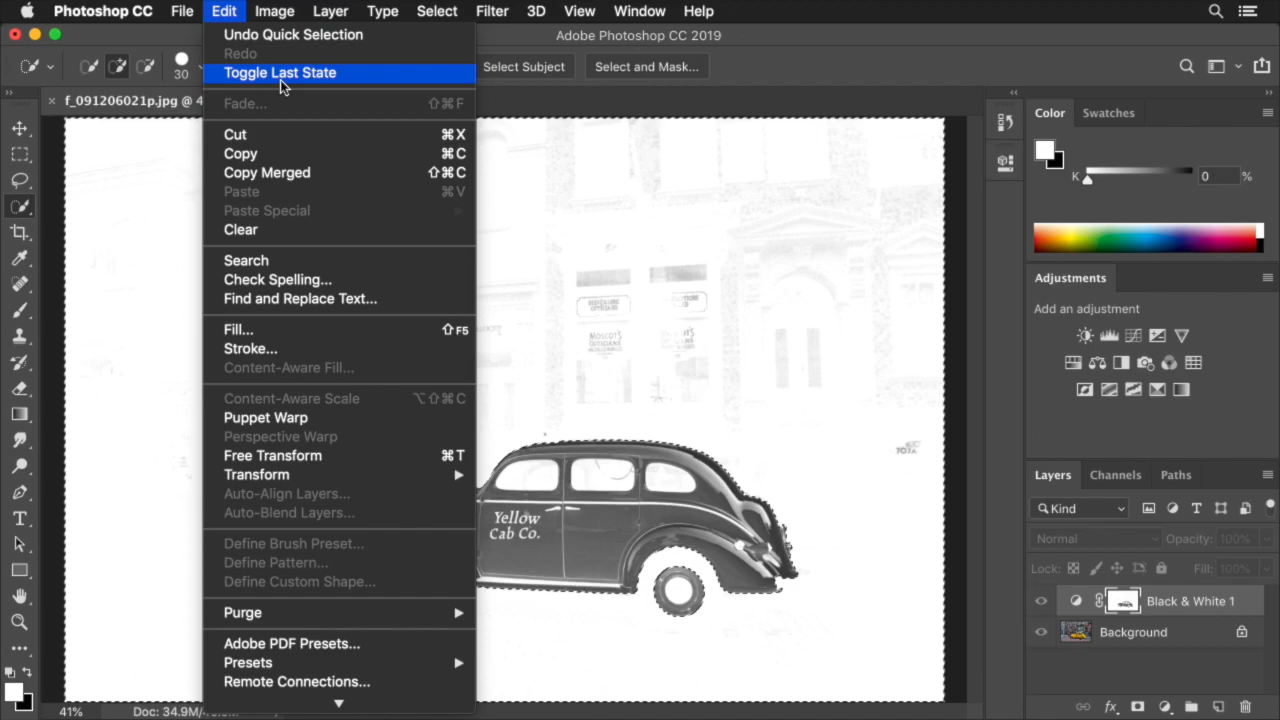 Photoshop CC File Edit Image Layer Type Select Filter 3D View Window Help
Adobe Photoshop CC 2019
30
Select Subject Select and Mask...
f_091206021p.jpg @ 4
Undo Quick Selection
Redo
Toggle Last State
Fade... ⇧⌘F
Cut ⌘X
Copy ⌘C
Copy Merged ⇧⌘C
Paste ⌘V
Paste Special
Clear
Search
Check Spelling...
Find and Replace Text...
Fill... ⇧F5
Stroke...
Content-Aware Fill...
Content-Aware Scale ⌥⇧⌘C
Puppet Warp
Perspective Warp
Free Transform ⌘T
Transform
Auto-Align Layers...
Auto-Blend Layers...
Define Brush Preset...
Define Pattern...
Define Custom Shape...
Purge
Adobe PDF Presets...
Presets
Remote Connections...
MOSCOT'S
MOSCOT'S
Yellow
Cab Co.
41% Doc: 34.9M/
Color Swatches
K 0 %
Adjustments
Add an adjustment
Layers Channels Paths
Kind
Normal Opacity: 100%
Lock: Fill: 100%
Black & White 1
Background